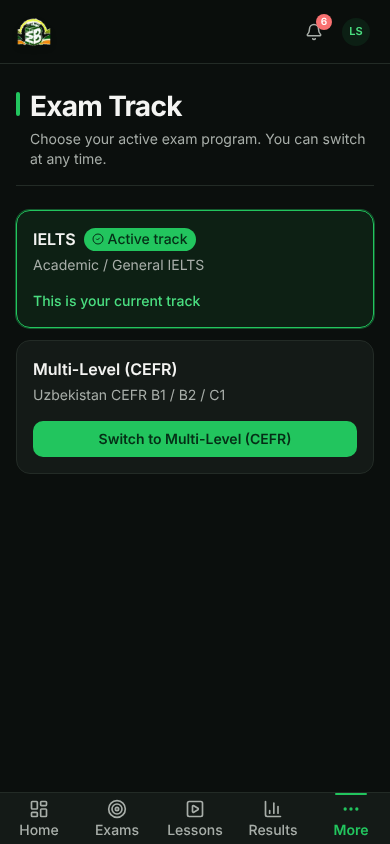 6
LS
Exam Track
Choose your active exam program. You can switch
at any time.
IELTS
Active track
Academic / General IELTS
This is your current track
Multi-Level (CEFR)
Uzbekistan CEFR B1 / B2 / C1
Switch to Multi-Level (CEFR)
Home
Exams
Lessons
Results
More